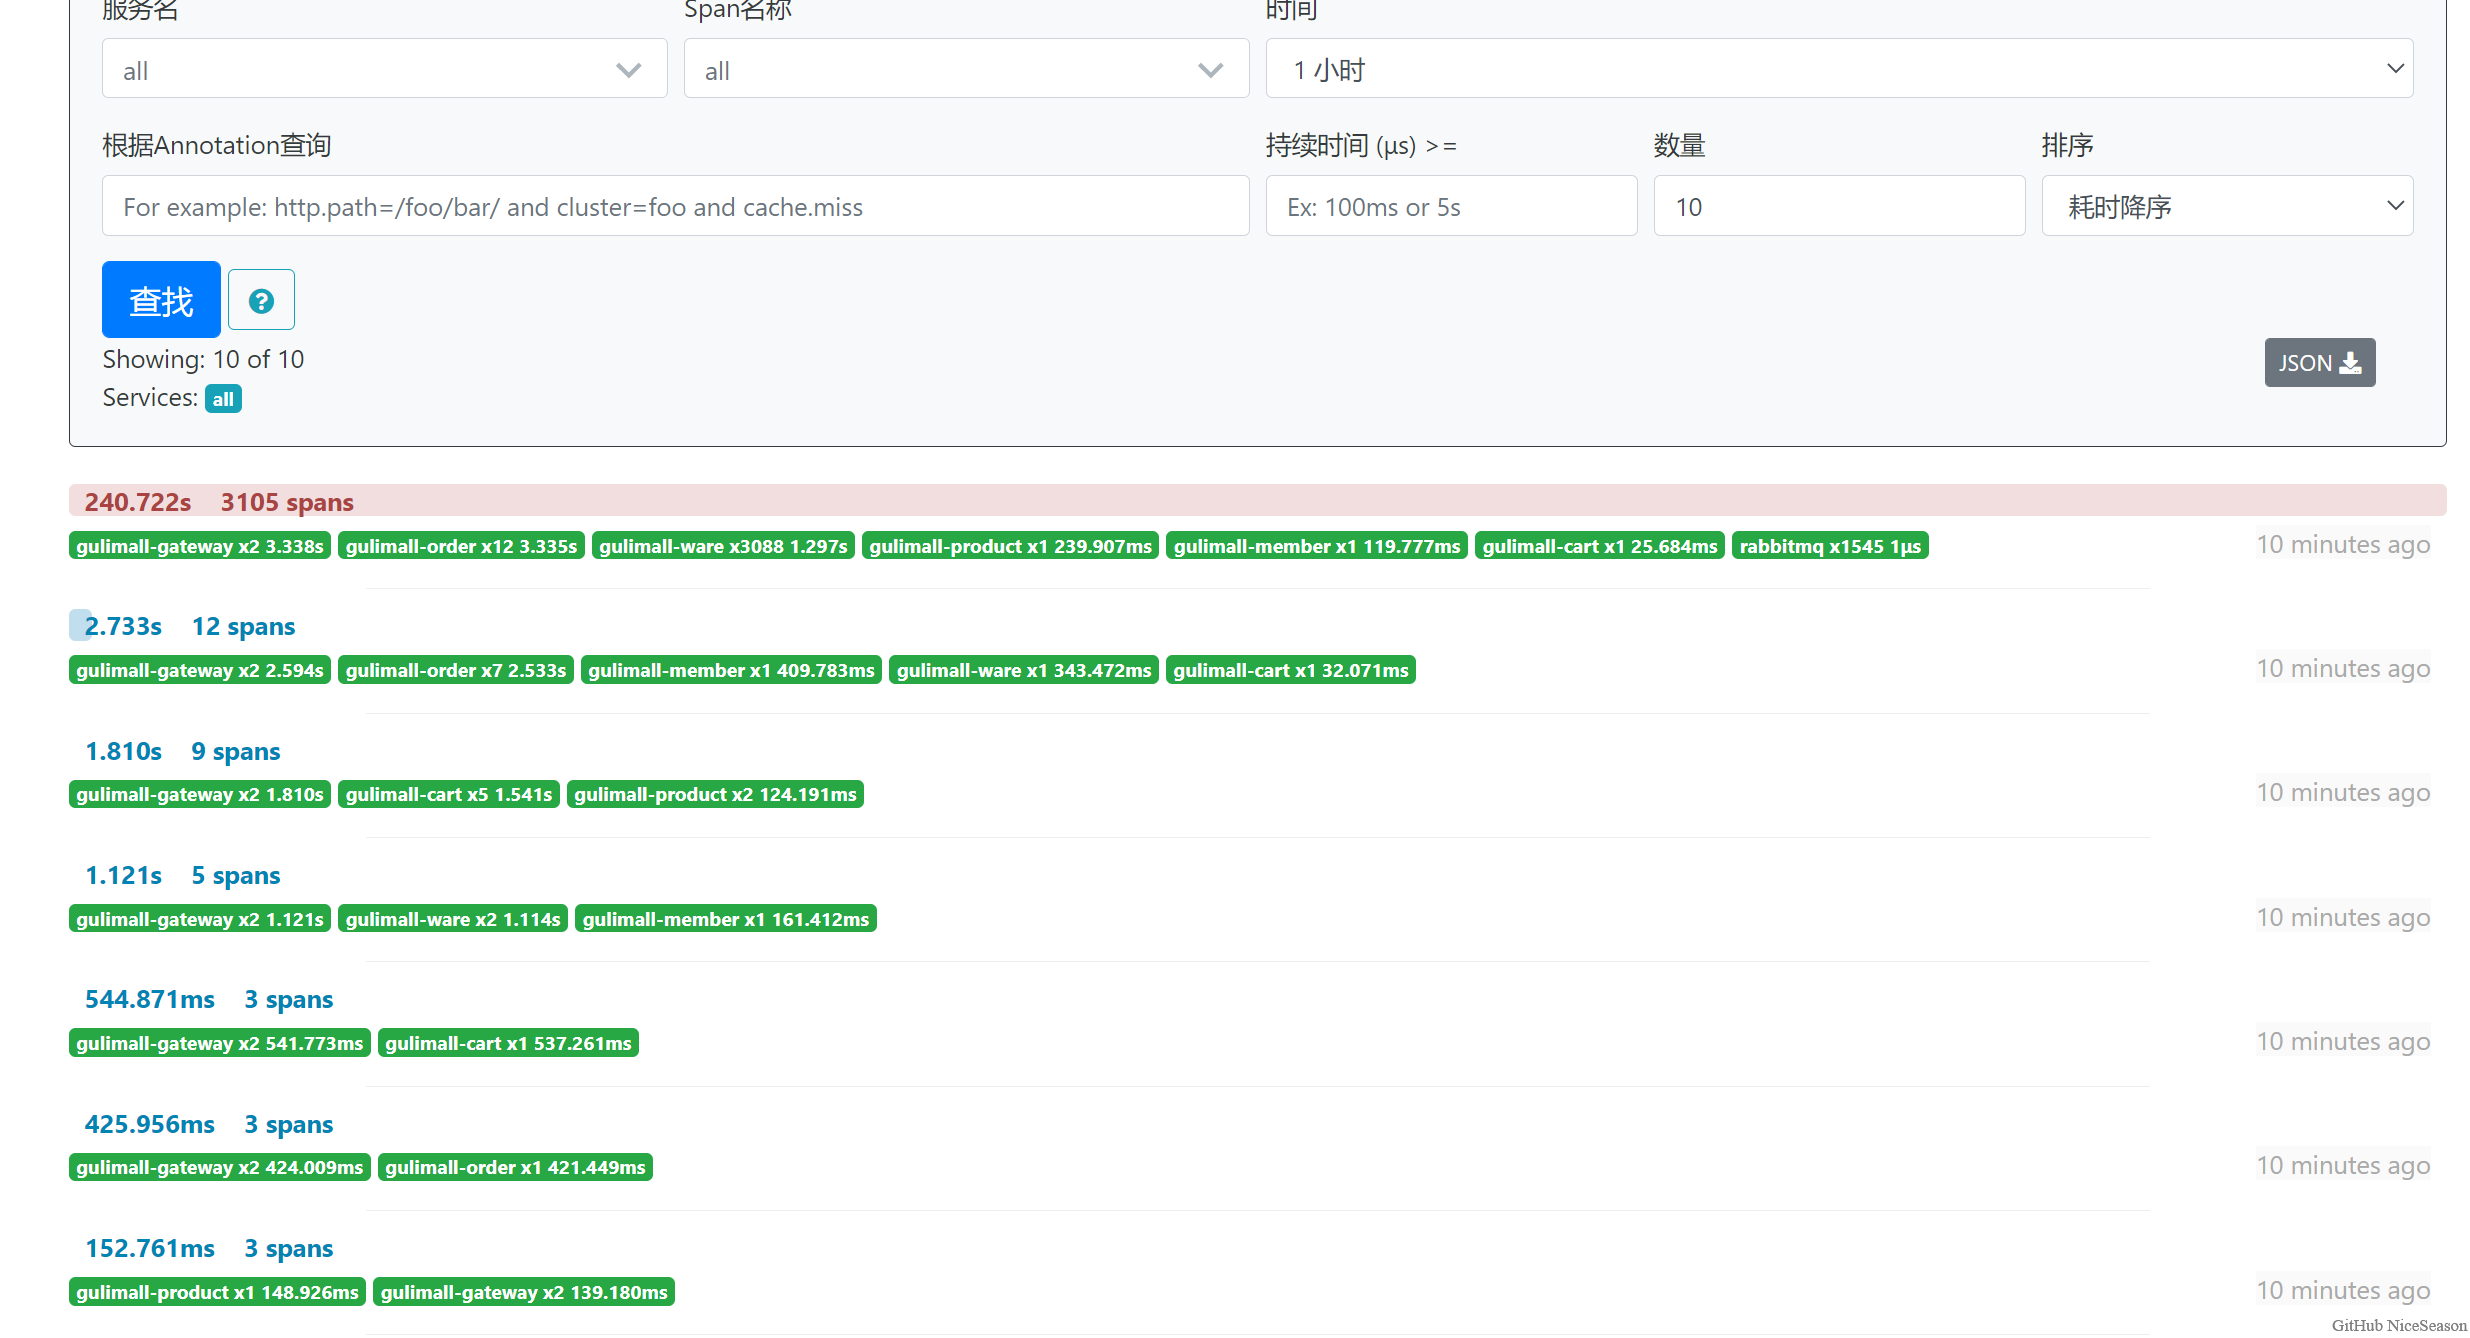 服务名 Span名称 时间
all all 1 小时
根据Annotation查询 持续时间 (μs) >= 数量 排序
For example: http.path=/foo/bar/ and cluster=foo and cache.miss Ex: 100ms or 5s 10 耗时降序
查找
Showing: 10 of 10
JSON
Services: all
240.722s 3105 spans
gulimall-gateway x2 3.338s gulimall-order x12 3.335s gulimall-ware x3088 1.297s gulimall-product x1 239.907ms gulimall-member x1 119.777ms gulimall-cart x1 25.684ms rabbitmq x1545 1μs 10 minutes ago
2.733s 12 spans
gulimall-gateway x2 2.594s gulimall-order x7 2.533s gulimall-member x1 409.783ms gulimall-ware x1 343.472ms gulimall-cart x1 32.071ms 10 minutes ago
1.810s 9 spans
gulimall-gateway x2 1.810s gulimall-cart x5 1.541s gulimall-product x2 124.191ms 10 minutes ago
1.121s 5 spans
gulimall-gateway x2 1.121s gulimall-ware x2 1.114s gulimall-member x1 161.412ms 10 minutes ago
544.871ms 3 spans
gulimall-gateway x2 541.773ms gulimall-cart x1 537.261ms 10 minutes ago
425.956ms 3 spans
gulimall-gateway x2 424.009ms gulimall-order x1 421.449ms 10 minutes ago
152.761ms 3 spans
gulimall-product x1 148.926ms gulimall-gateway x2 139.180ms 10 minutes ago
GitHub NiceSeason